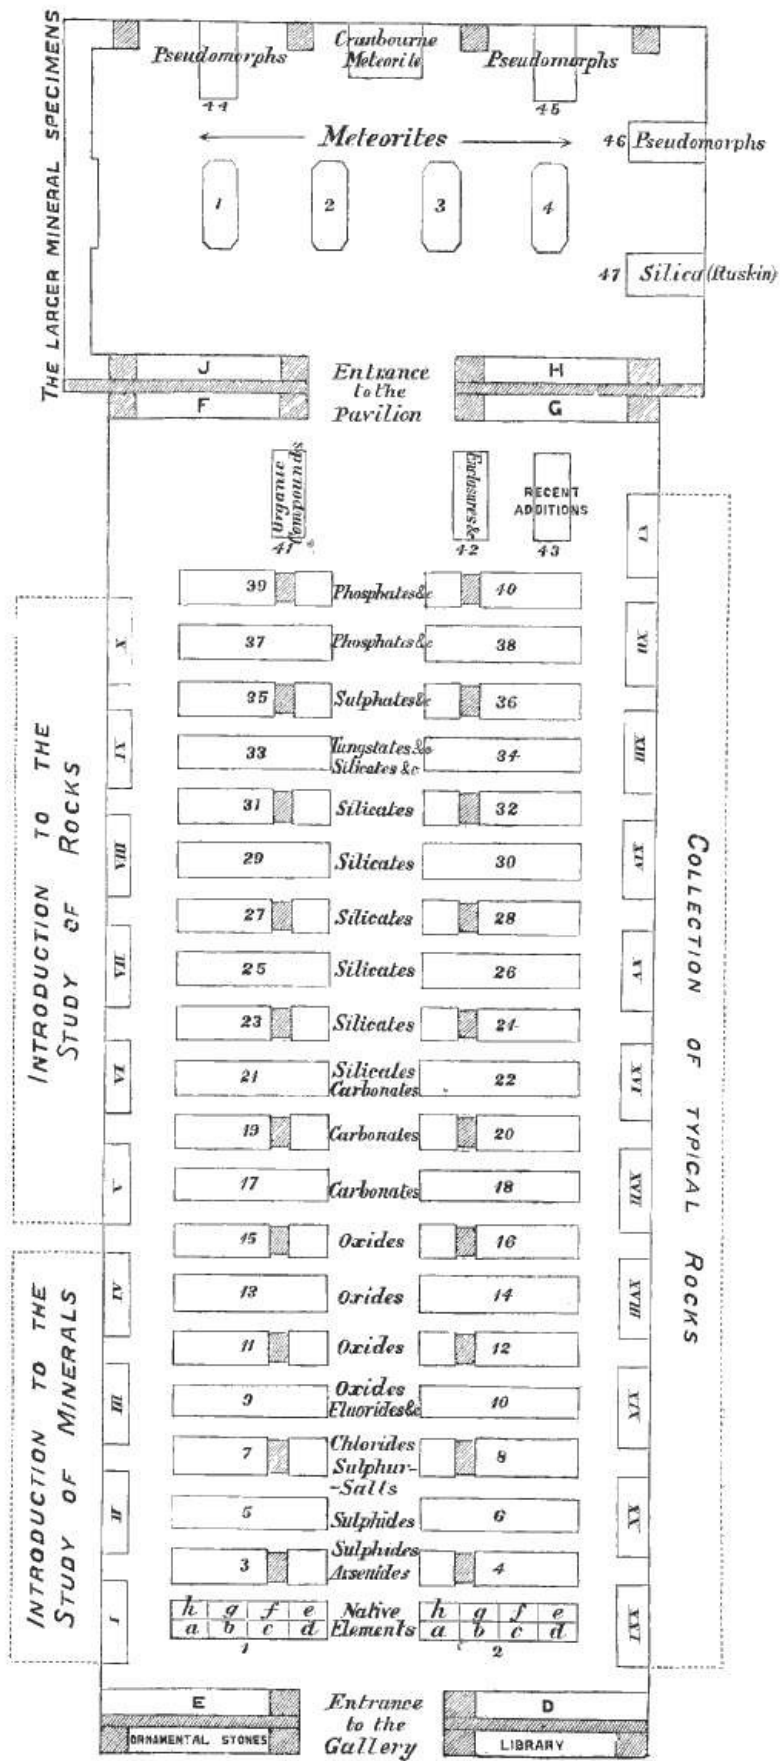 THE LARGER MINERAL SPECIMENS
Pseudomorphs
44
Cranbourne
Meteorite
Pseudomorphs
45
Meteorites
46 Pseudomorphs
1
2
3
4
47 Silica (Ruskin)
J
H
Entrance
to the
Pavilion
F
G
Organic
Compounds
41
Enclosures &c
42
RECENT
ADDITIONS
43
39
Phosphates &c
40
37
Phosphates &c
38
35
Sulphates &c
36
33
Tungstates &c
Silicates &c
34
31
Silicates
32
29
Silicates
30
27
Silicates
28
25
Silicates
26
23
Silicates
24
21
Silicates
Carbonates
22
19
Carbonates
20
17
Carbonates
18
15
Oxides
16
13
Oxides
14
11
Oxides
12
9
Oxides
Fluorides &c
10
7
Chlorides
Sulphur-
-Salts
8
5
Sulphides
6
3
Sulphides
Arsenides
4
h g f e
a b c d
1
Native
Elements
h g f e
a b c d
2
INTRODUCTION TO THE
STUDY OF ROCKS
X
IX
VIII
VII
VI
V
INTRODUCTION TO THE
STUDY OF MINERALS
IV
III
II
I
COLLECTION OF TYPICAL ROCKS
XI
XII
XIII
XIV
XV
XVI
XVII
XVIII
XIX
XX
XXI
E
D
Entrance
to the
Gallery
ORNAMENTAL STONES
LIBRARY